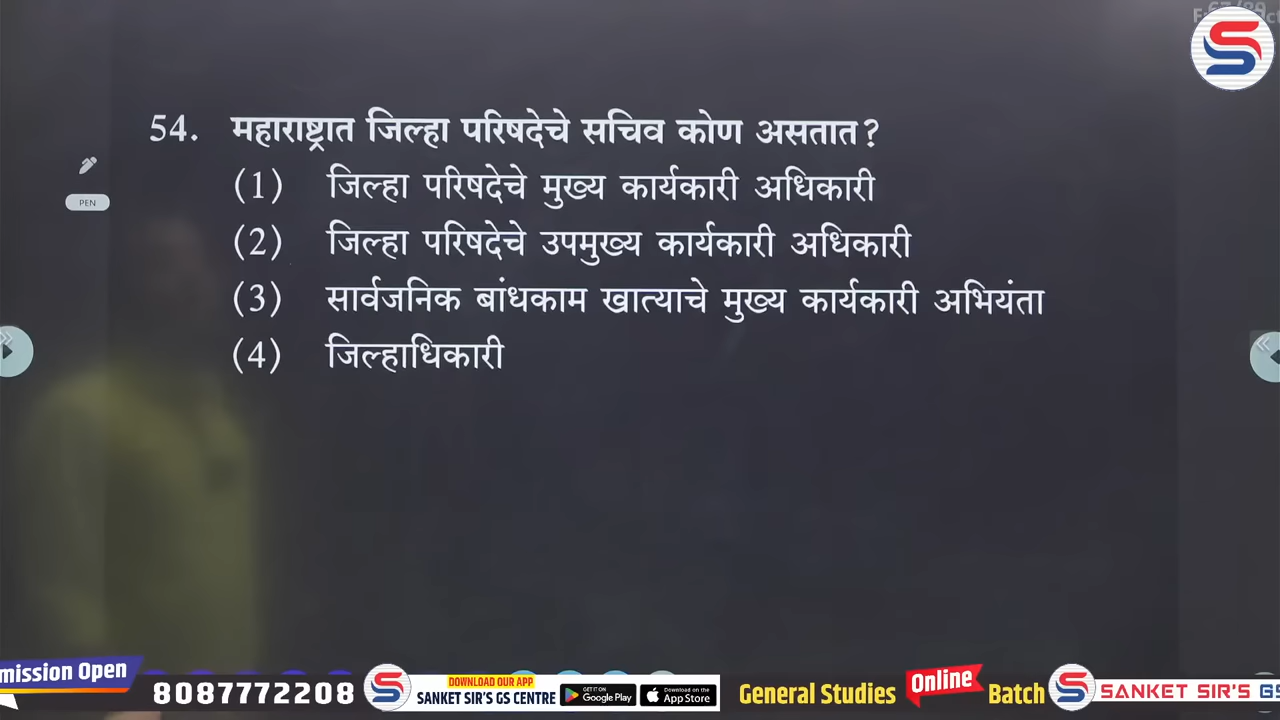 54. महाराष्ट्रात जिल्हा परिषदेचे सचिव कोण असतात?
(1) जिल्हा परिषदेचे मुख्य कार्यकारी अधिकारी
(2) जिल्हा परिषदेचे उपमुख्य कार्यकारी अधिकारी
PEN
(3) सार्वजनिक बांधकाम खात्याचे मुख्य कार्यकारी अभियंता
(4) जिल्हाधिकारी
mission Open
8087772208
DOWNLOAD OUR APP
SANKET SIR'S GS CENTRE
GET IT ON
Google Play
Download on the
App Store
General Studies Online Batch
SANKET SIR'S GS